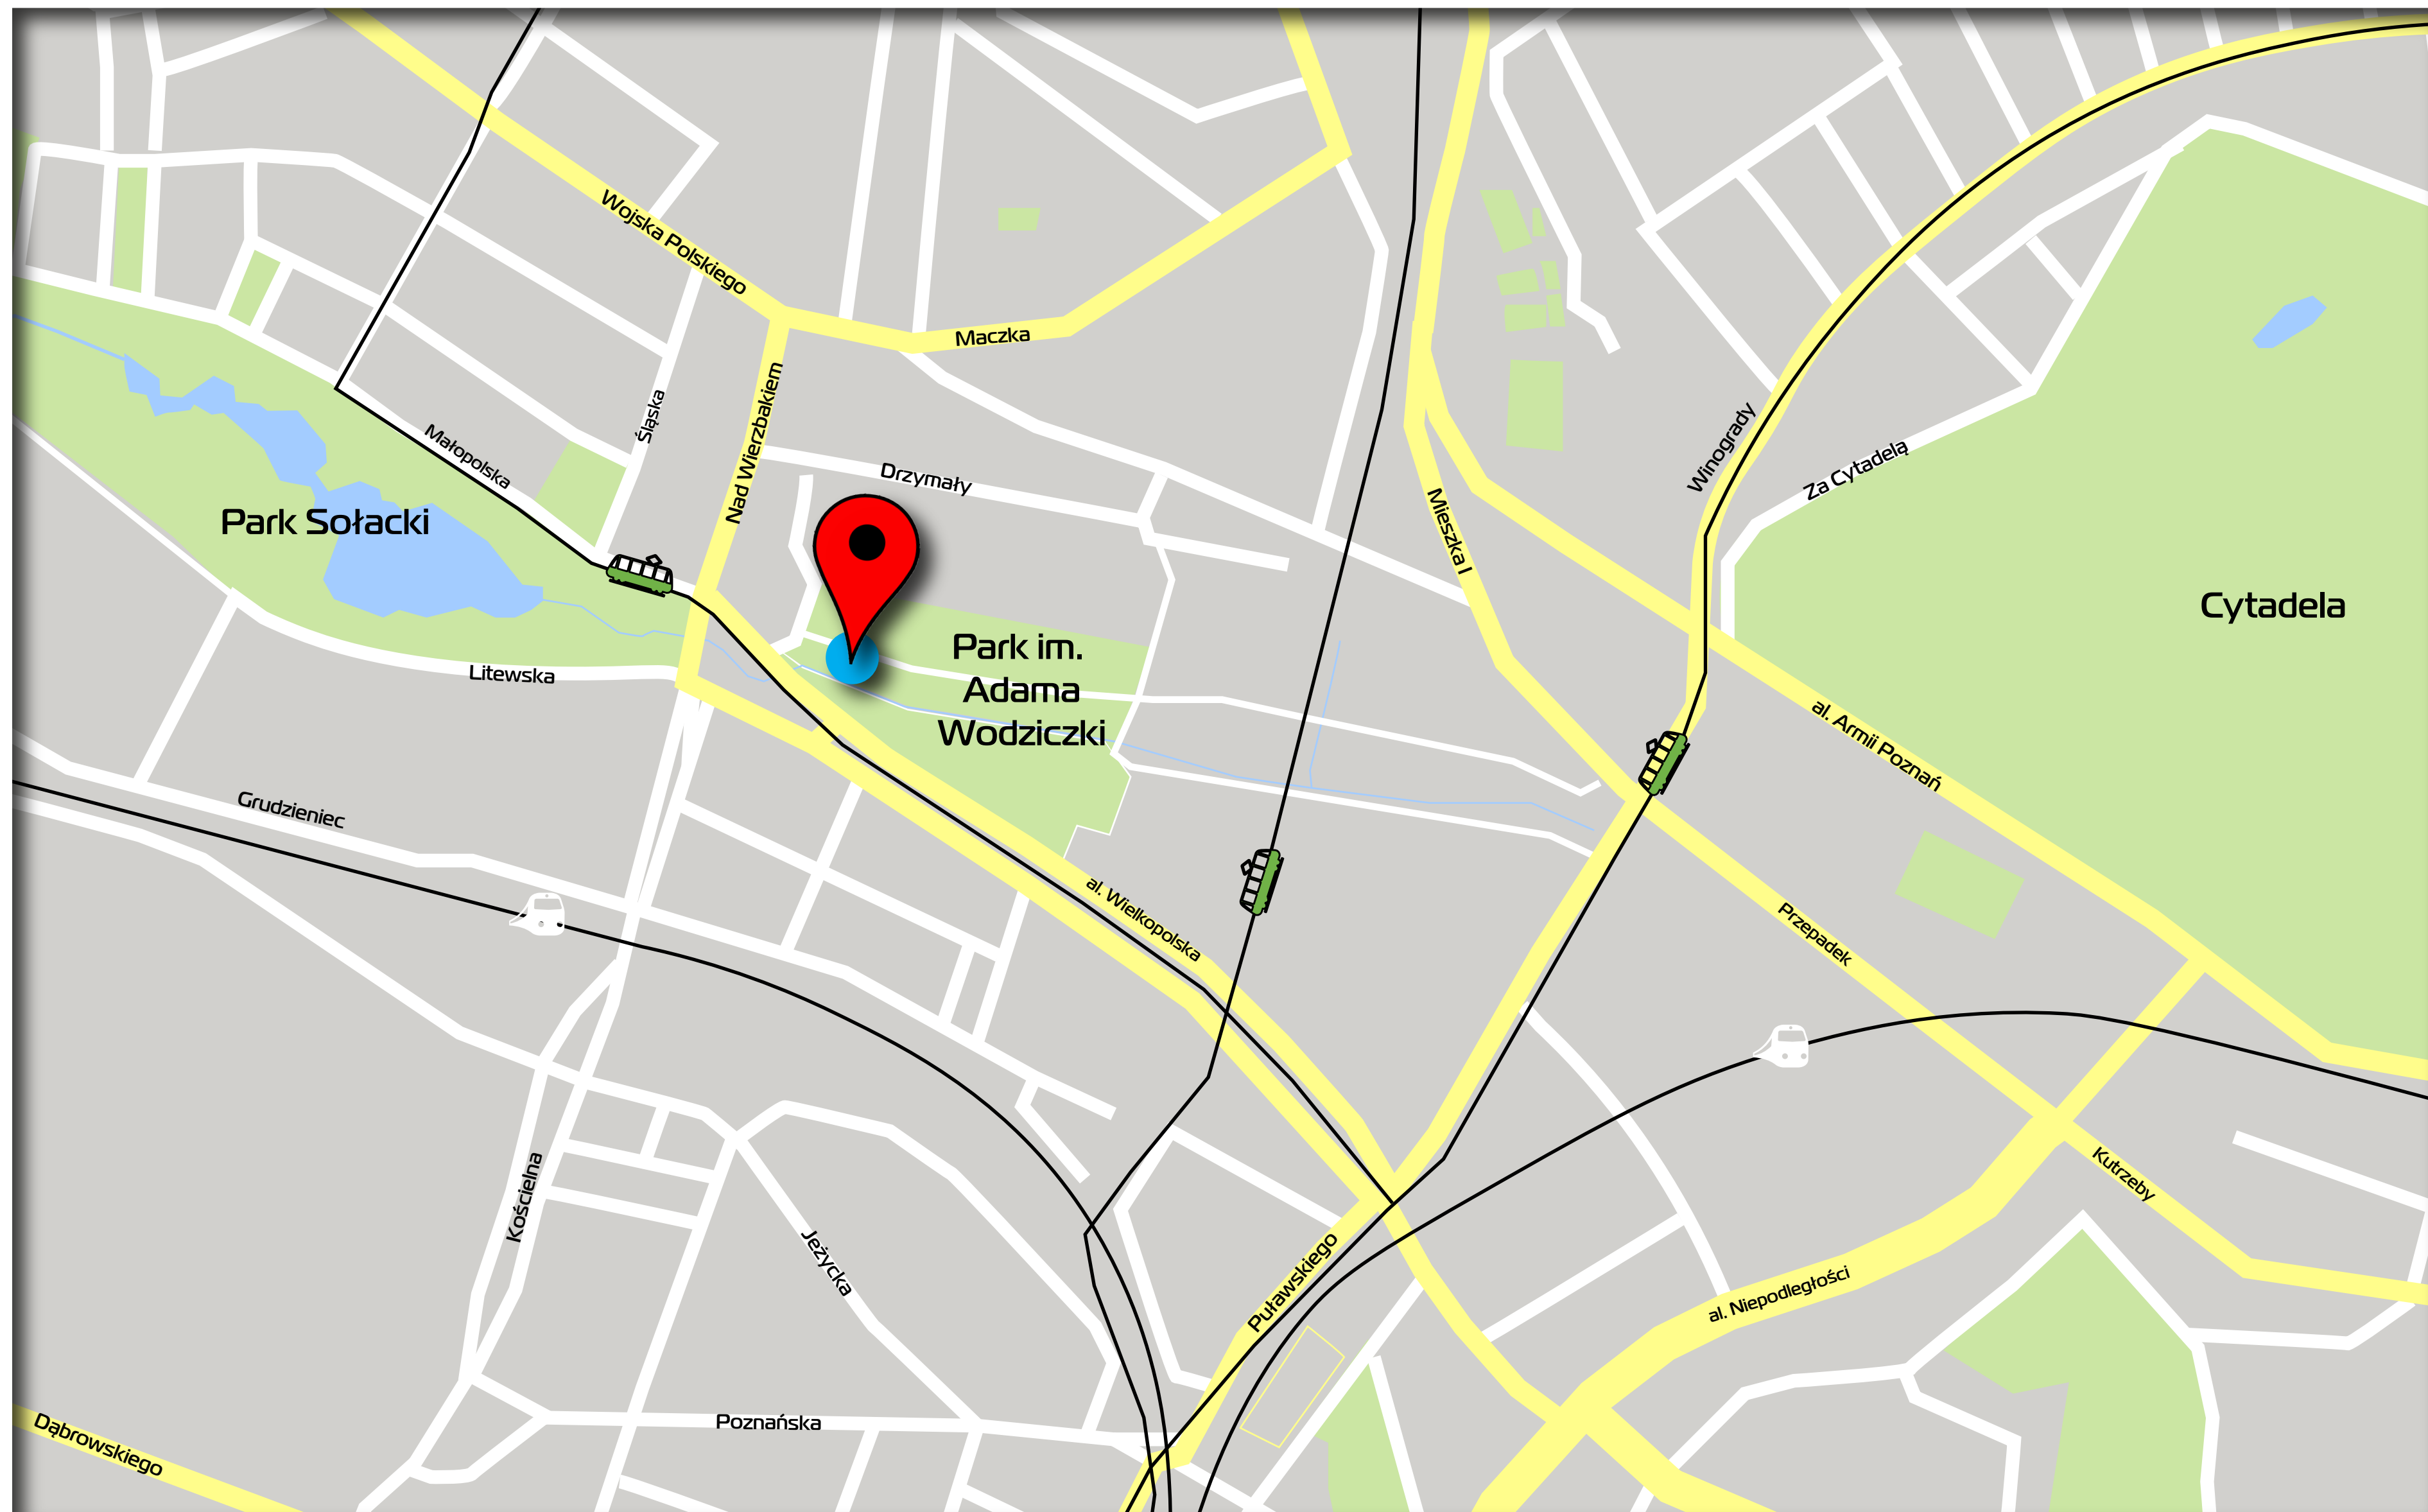 Wojska Polskiego
Maczka
Nad Wierzbakiem
Śląska
Małopolska
Drzymały
Winogrady
Za Cytadelą
Mieszka I
Park Sołacki
Cytadela
Park im.
Adama
Wodziczki
Litewska
al. Armii Poznań
Grudzieniec
al. Wielkopolska
Przepadek
Kutrzeby
Kościelna
Jeżycka
Puławskiego
al. Niepodległości
Poznańska
Dąbrowskiego